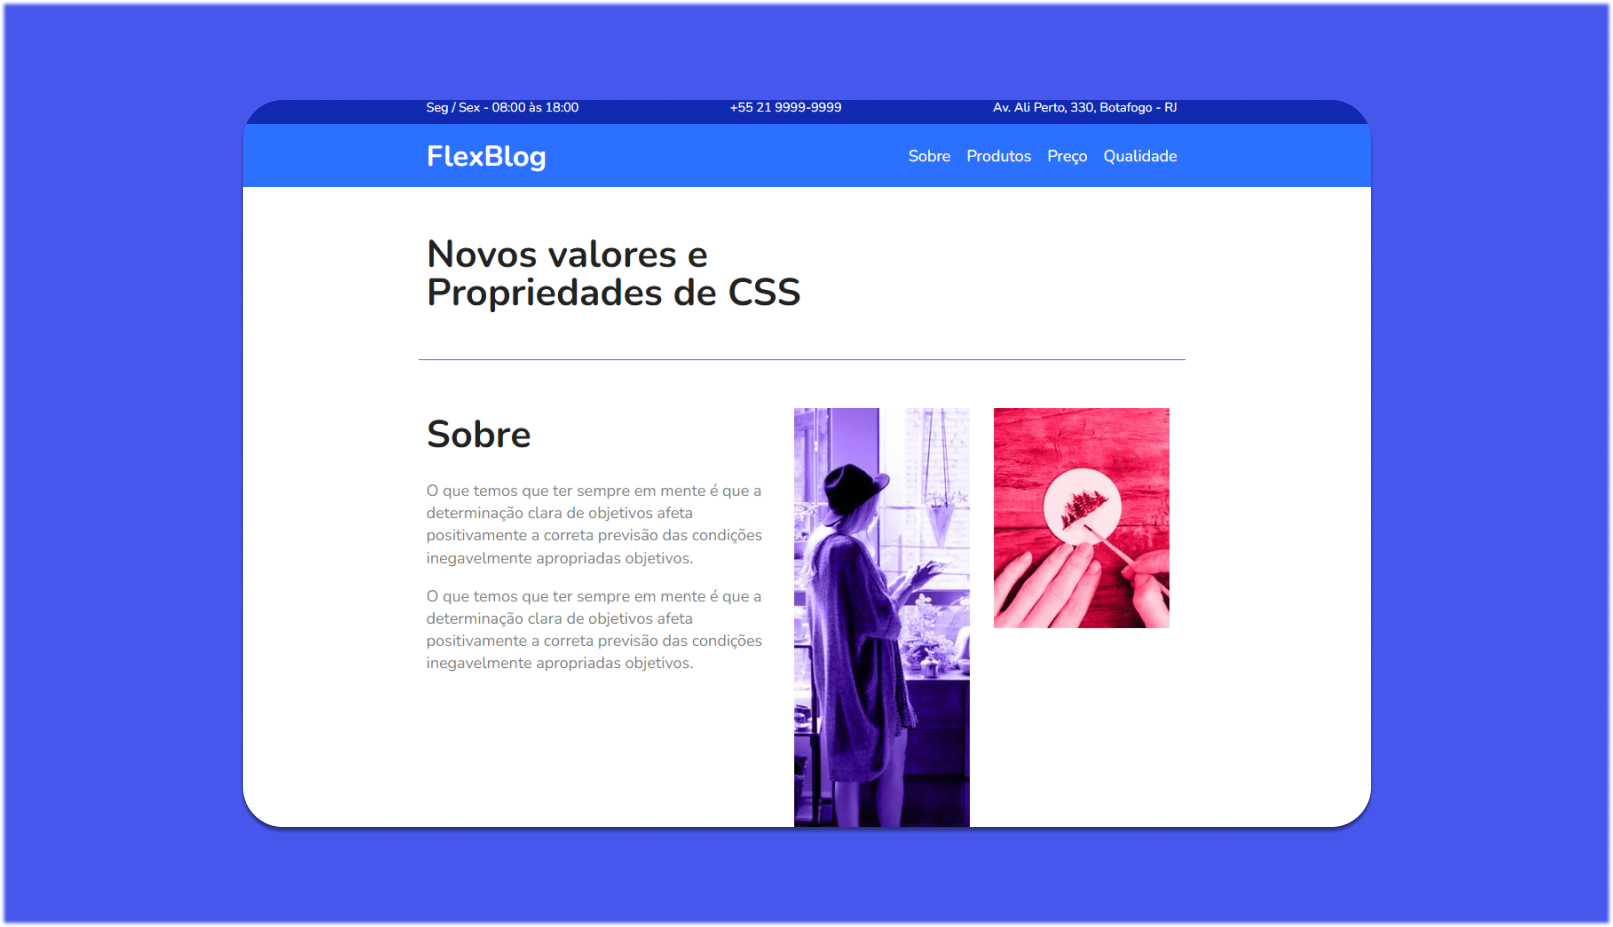 Seg / Sex - 08:00 às 18:00
+55 21 9999-9999
Av. Ali Perto, 330, Botafogo - RJ
FlexBlog
Sobre
Produtos
Preço
Qualidade
Novos valores e
Propriedades de CSS
Sobre
O que temos que ter sempre em mente é que a
determinação clara de objetivos afeta
positivamente a correta previsão das condições
inegavelmente apropriadas objetivos.
O que temos que ter sempre em mente é que a
determinação clara de objetivos afeta
positivamente a correta previsão das condições
inegavelmente apropriadas objetivos.